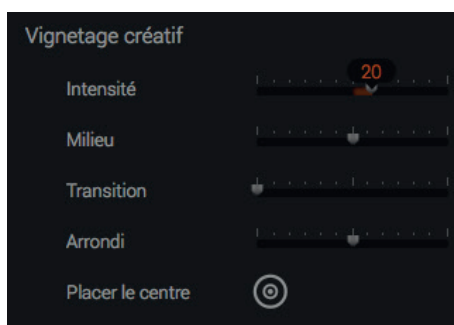 Vignetage créatif
20
Intensité
Milieu
Transition
Arrondi
Placer le centre